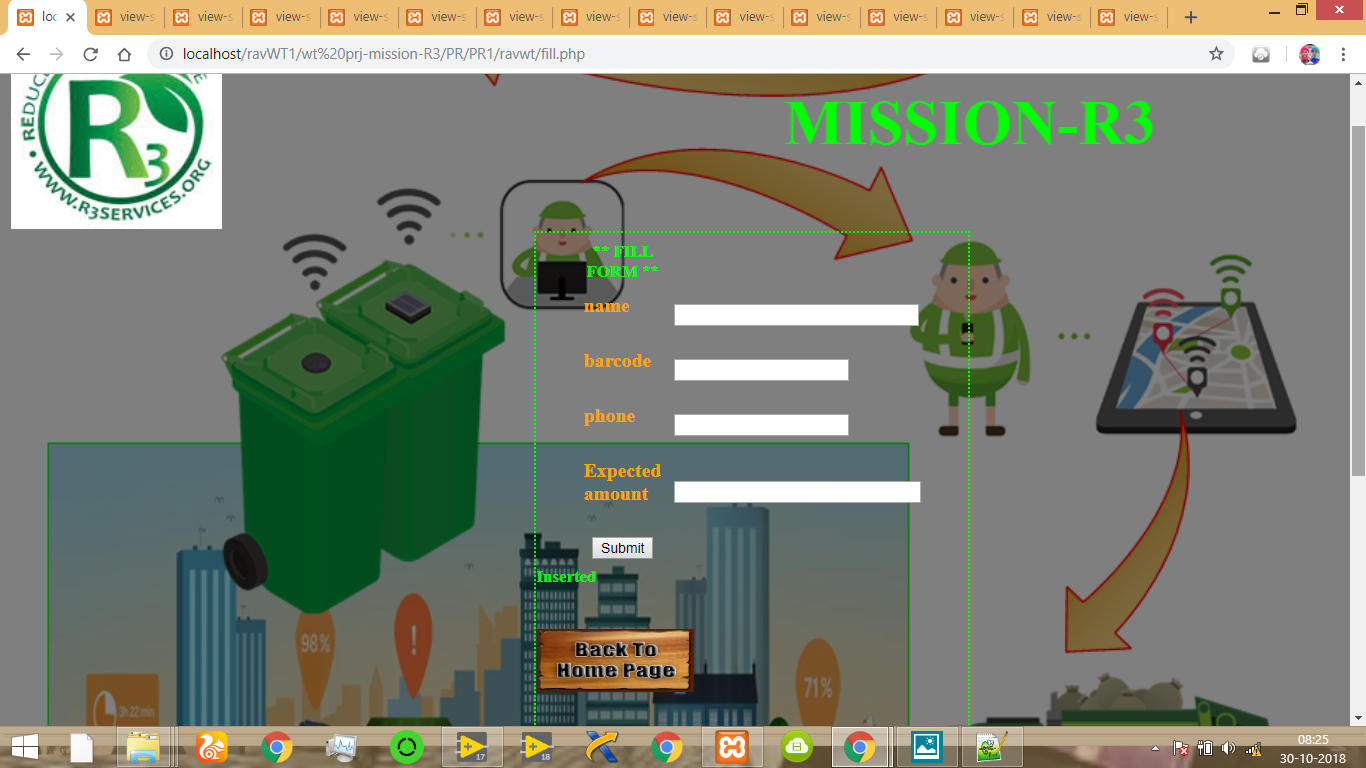 loc
view-s
view-s
view-s
view-s
view-s
view-s
view-s
view-s
view-s
view-s
view-s
view-s
view-s
view-s
localhost/ravWT1/wt%20prj-mission-R3/PR/PR1/ravwt/fill.php
REDUC
R3
• WWW.R3SERVICES.ORG
MISSION-R3
** FILL
FORM **
name
barcode
phone
Expected
amount
Submit
Inserted
Back To
Home Page
98%
!
71%
3h 22 min
17
18
08:25
30-10-2018